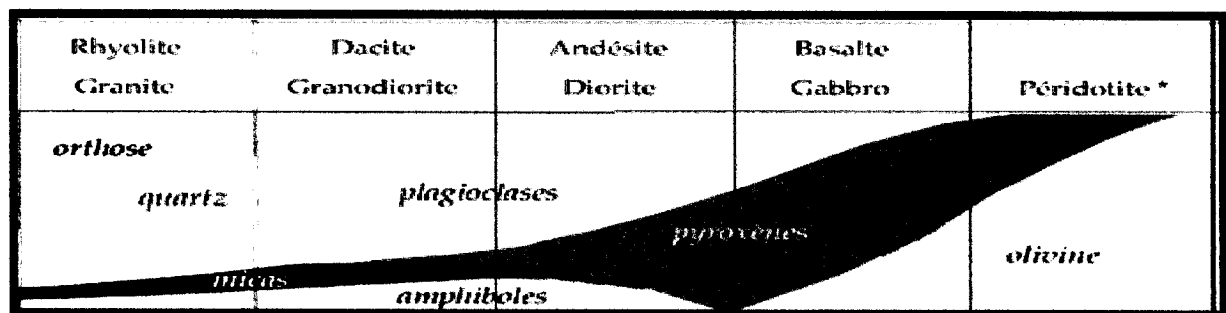 Rhyolite Dacite Andésite Basalte
Granite Granodiorite Diorite Gabbro Péridotite *
orthose
quartz plagioclases
pyroxènes
olivine
micas
amphiboles